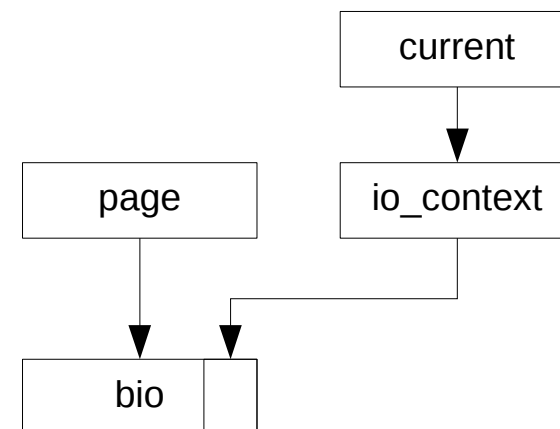 current
page
io_context
bio